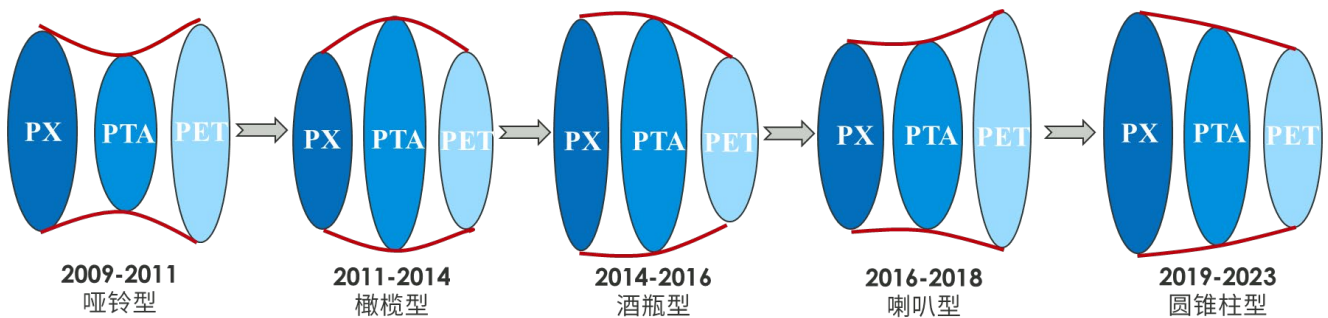 PX PTA PET PX PTA PET PX PTA PET PX PTA PET PX PTA PET
2009-2011 2011-2014 2014-2016 2016-2018 2019-2023
哑铃型 橄榄型 酒瓶型 喇叭型 圆锥柱型